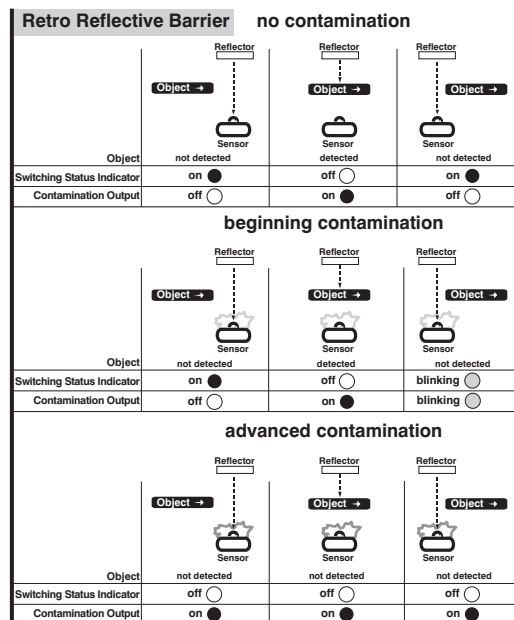 Retro Reflective Barrier no contamination
Reflector Reflector Reflector
Object → Object → Object →
Sensor Sensor Sensor
Object not detected detected not detected
Switching Status Indicator on off on
Contamination Output off on off
beginning contamination
Reflector Reflector Reflector
Object → Object → Object →
Sensor Sensor Sensor
Object not detected detected not detected
Switching Status Indicator on off blinking
Contamination Output off on blinking
advanced contamination
Reflector Reflector Reflector
Object → Object → Object →
Sensor Sensor Sensor
Object not detected not detected not detected
Switching Status Indicator off off off
Contamination Output on on on